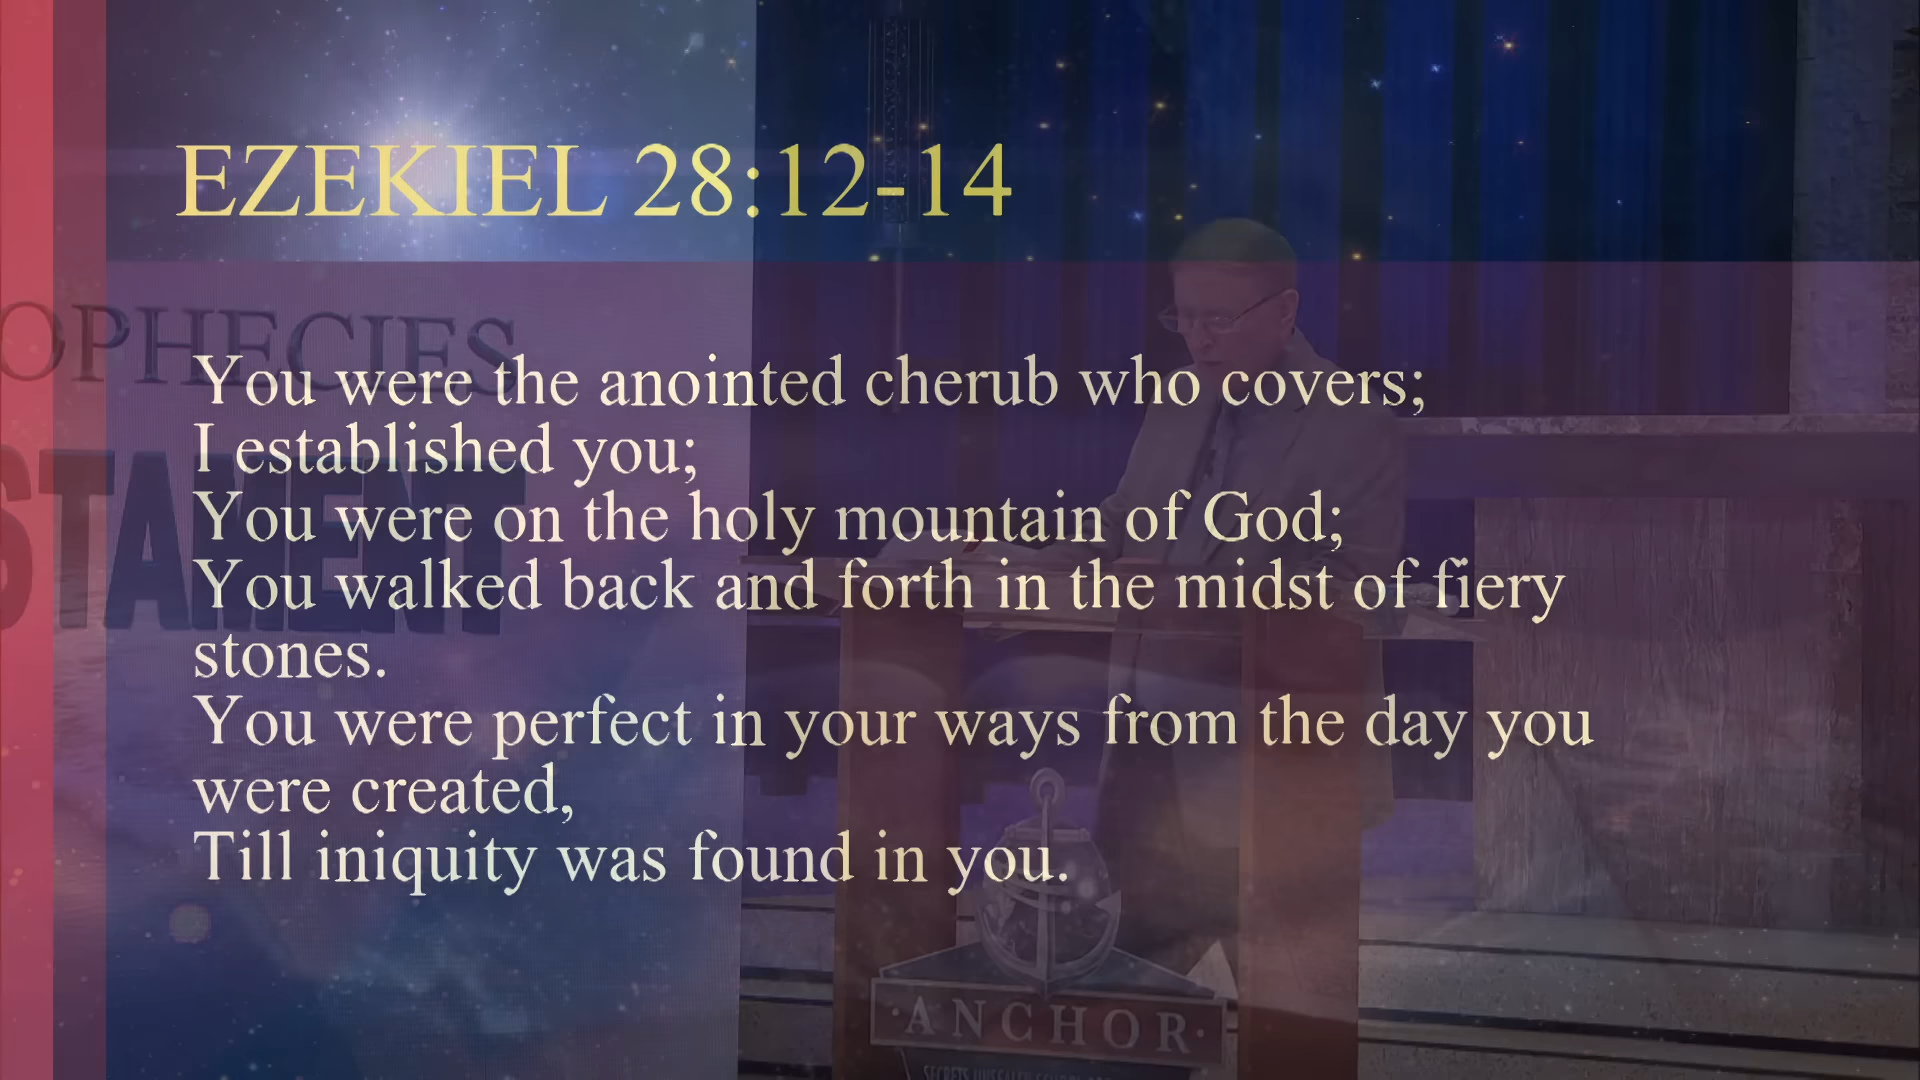 EZEKIEL 28:12-14
OPHECIES
STAMENT
You were the anointed cherub who covers;
I established you;
You were on the holy mountain of God;
You walked back and forth in the midst of fiery
stones.
You were perfect in your ways from the day you
were created,
Till iniquity was found in you.
·ANCHOR·